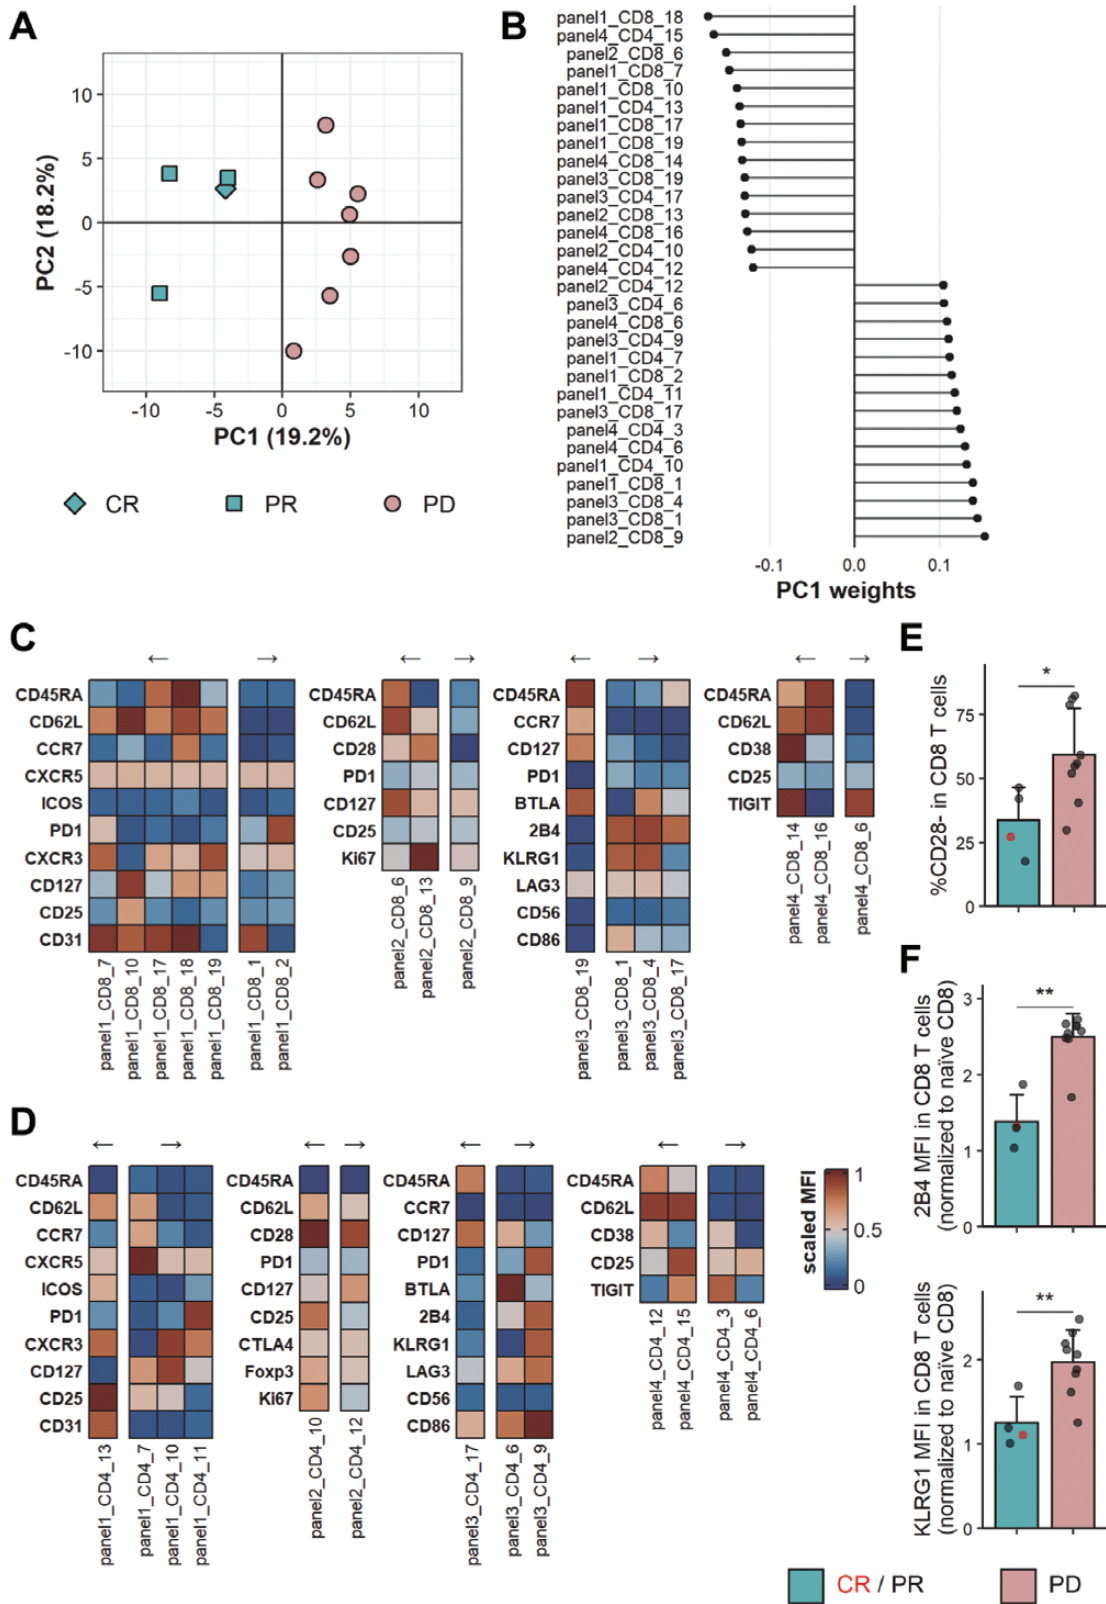 A
PC2 (18.2%)
10
5
0
-5
-10
-10
-5
0
5
10
PC1 (19.2%)
CR
PR
PD
B
panel1_CD8_18
panel4_CD4_15
panel2_CD8_6
panel1_CD8_7
panel1_CD8_10
panel1_CD4_13
panel1_CD8_17
panel1_CD8_19
panel4_CD8_14
panel3_CD8_19
panel3_CD4_17
panel2_CD8_13
panel4_CD8_16
panel2_CD4_10
panel4_CD4_12
panel2_CD4_12
panel3_CD4_6
panel4_CD8_6
panel3_CD4_9
panel1_CD4_7
panel1_CD8_2
panel1_CD4_11
panel3_CD8_17
panel4_CD4_3
panel4_CD4_6
panel1_CD4_10
panel1_CD8_1
panel3_CD8_4
panel3_CD8_1
panel2_CD8_9
-0.1
0.0
0.1
PC1 weights
C
← →
CD45RA
CD62L
CCR7
CXCR5
ICOS
PD1
CXCR3
CD127
CD25
CD31
panel1_CD8_7
panel1_CD8_10
panel1_CD8_17
panel1_CD8_18
panel1_CD8_19
panel1_CD8_1
panel1_CD8_2
← →
CD45RA
CD62L
CD28
PD1
CD127
CD25
Ki67
panel2_CD8_6
panel2_CD8_13
panel2_CD8_9
← →
CD45RA
CCR7
CD127
PD1
BTLA
2B4
KLRG1
LAG3
CD56
CD86
panel3_CD8_19
panel3_CD8_1
panel3_CD8_4
panel3_CD8_17
← →
CD45RA
CD62L
CD38
CD25
TIGIT
panel4_CD8_14
panel4_CD8_16
panel4_CD8_6
D
← →
CD45RA
CD62L
CCR7
CXCR5
ICOS
PD1
CXCR3
CD127
CD25
CD31
panel1_CD4_13
panel1_CD4_7
panel1_CD4_10
panel1_CD4_11
← →
CD45RA
CD62L
CD28
PD1
CD127
CD25
CTLA4
Foxp3
Ki67
panel2_CD4_10
panel2_CD4_12
← →
CD45RA
CCR7
CD127
PD1
BTLA
2B4
KLRG1
LAG3
CD56
CD86
panel3_CD4_17
panel3_CD4_6
panel3_CD4_9
← →
CD45RA
CD62L
CD38
CD25
TIGIT
panel4_CD4_12
panel4_CD4_15
panel4_CD4_3
panel4_CD4_6
scaled MFI
1
0.5
0
E
%CD28- in CD8 T cells
75
50
25
0
*
F
2B4 MFI in CD8 T cells
(normalized to naïve CD8)
3
2
1
0
**
KLRG1 MFI in CD8 T cells
(normalized to naïve CD8)
2
1
0
**
CR / PR
PD